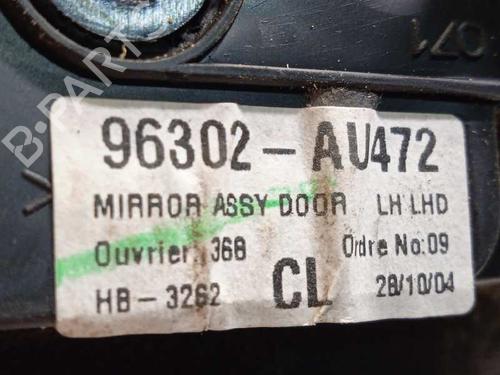 071
B-PART
96302-AU472
MIRROR ASSY DOOR LH LHD
Ouvrier. 368 Ordre No:09
HB-3262 CL 28/10/04